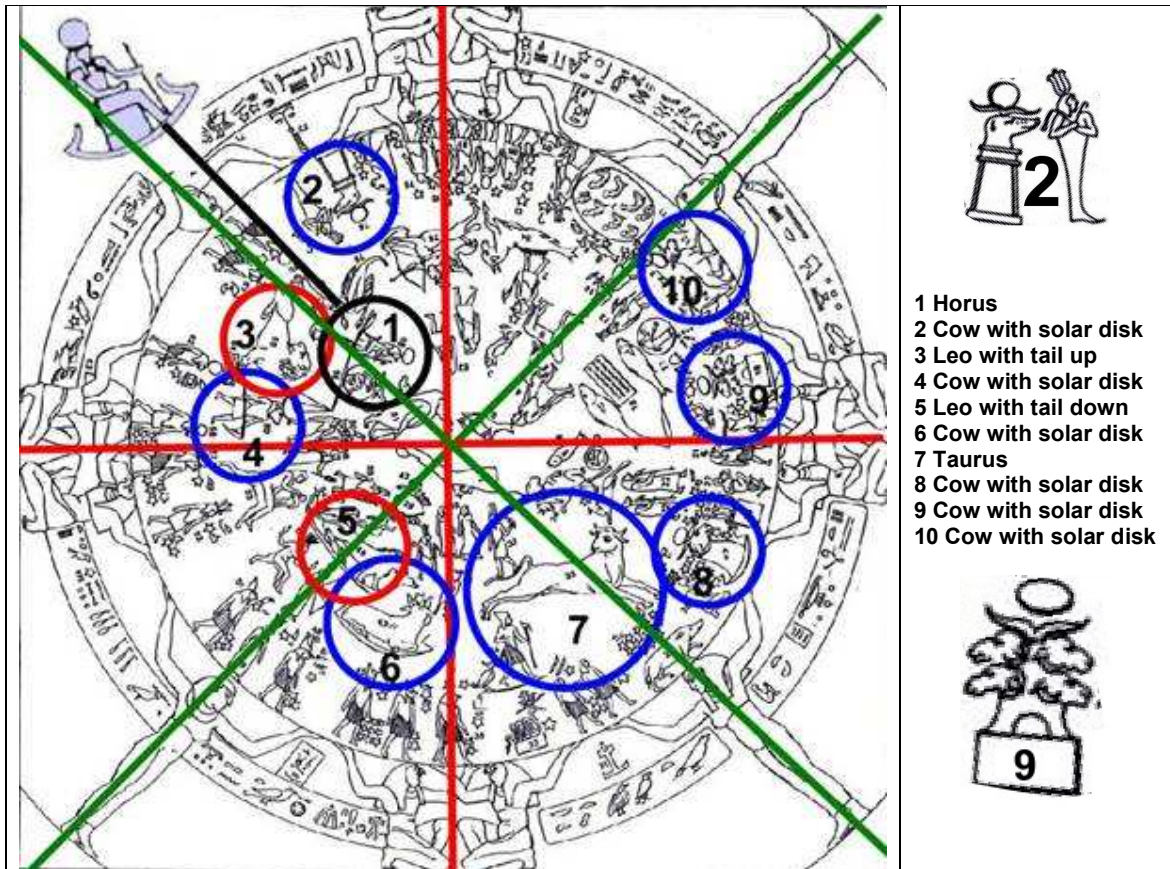 2
3
1
4
5
6
7
8
9
10
2
1 Horus
2 Cow with solar disk
3 Leo with tail up
4 Cow with solar disk
5 Leo with tail down
6 Cow with solar disk
7 Taurus
8 Cow with solar disk
9 Cow with solar disk
10 Cow with solar disk
9